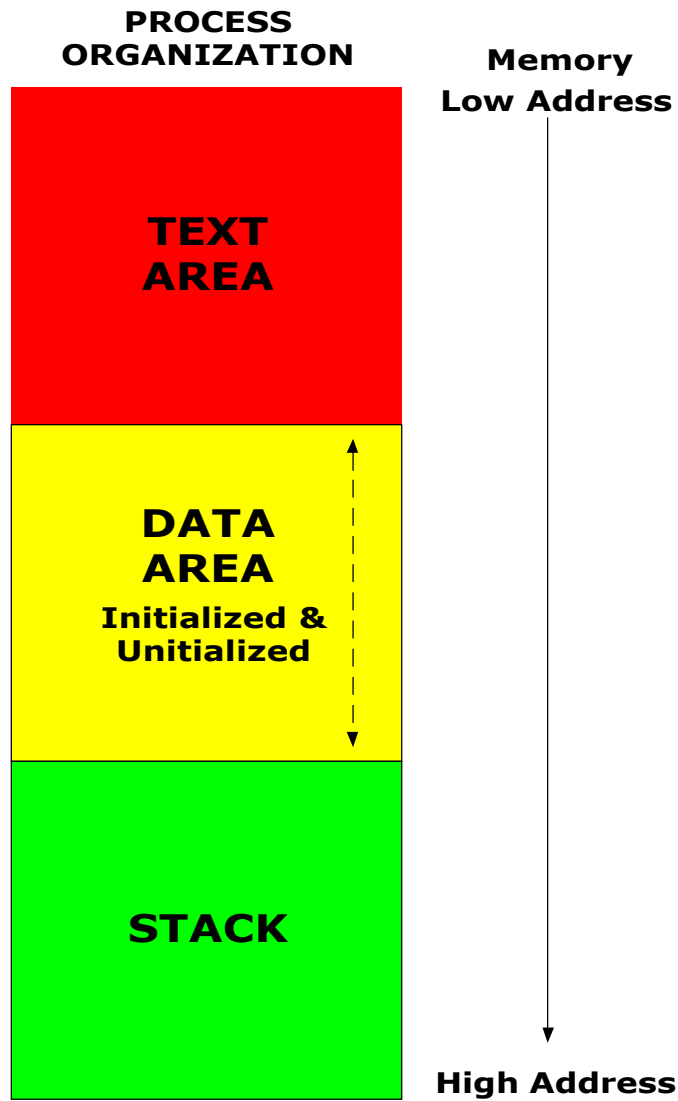 PROCESS
ORGANIZATION
Memory
Low Address
TEXT
AREA
DATA
AREA
Initialized &
Unitialized
STACK
High Address